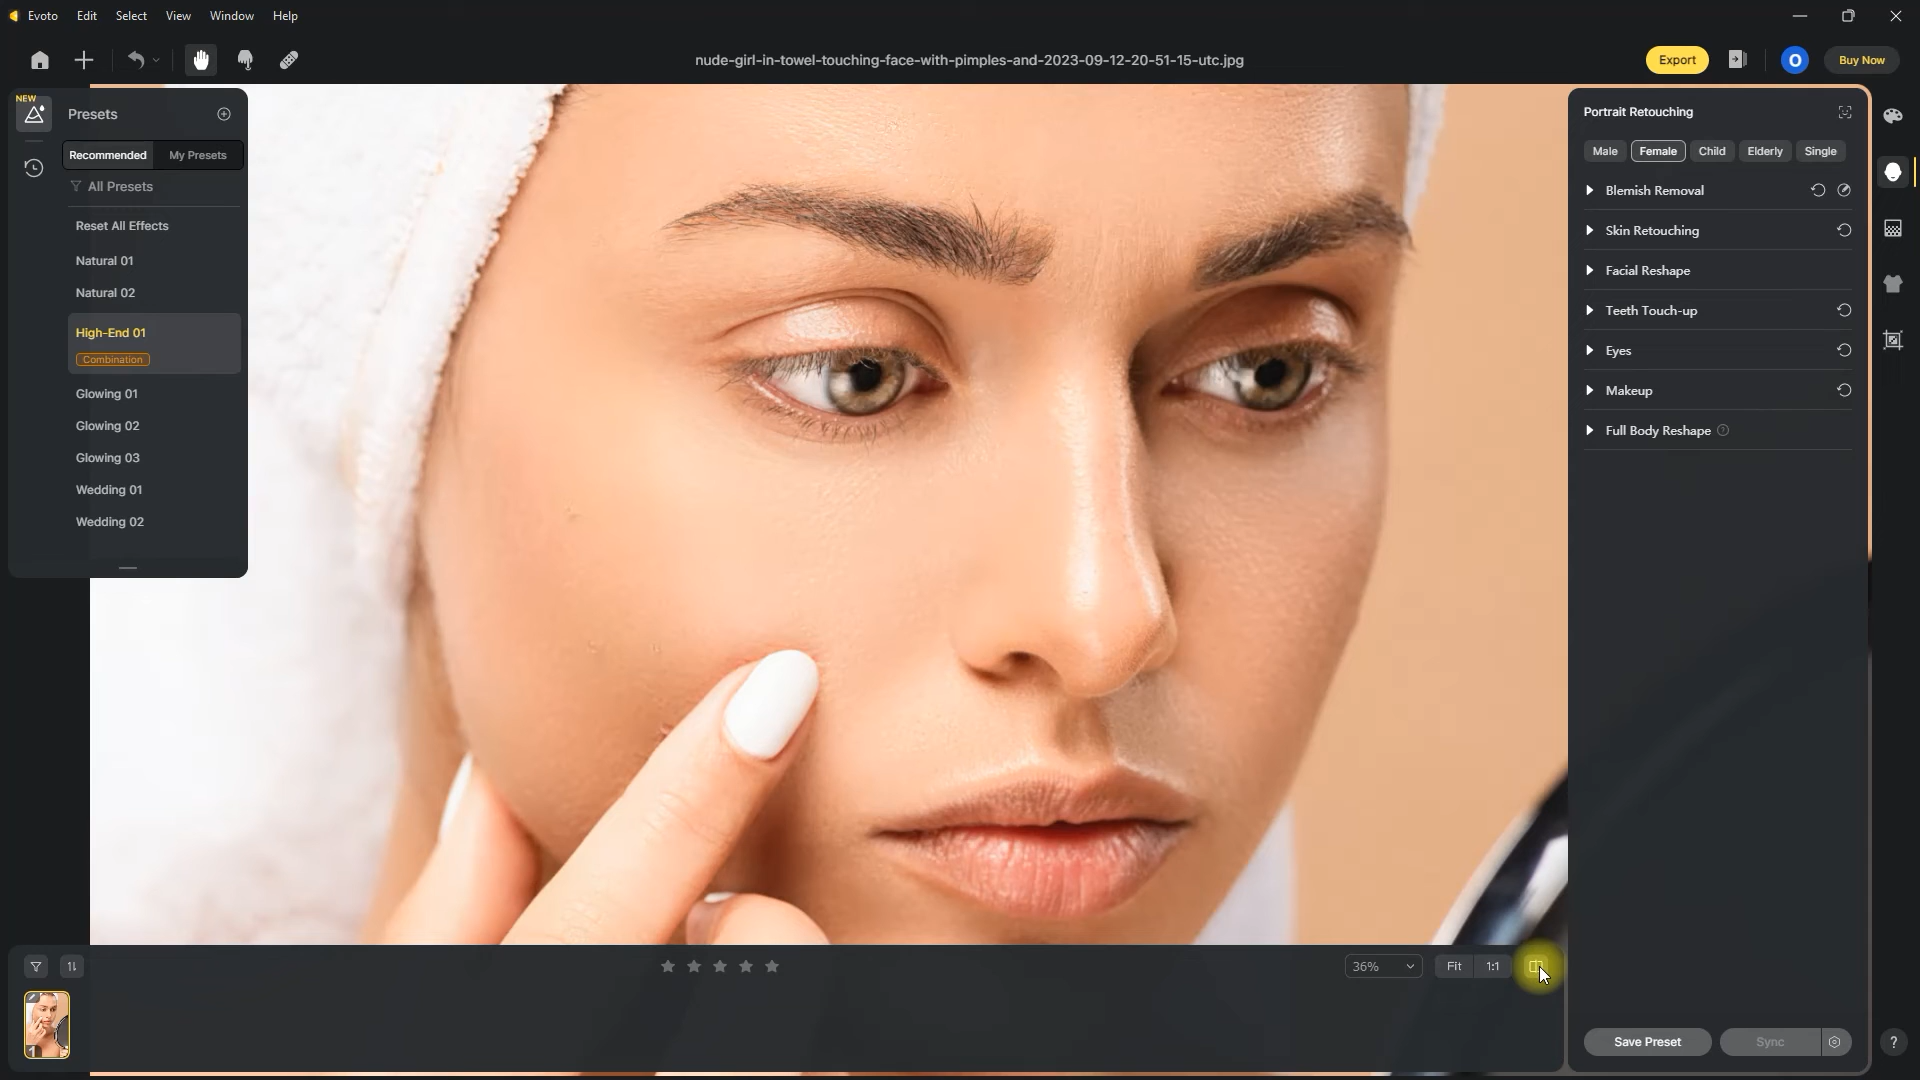 Evoto Edit Select View Window Help
nude-girl-in-towel-touching-face-with-pimples-and-2023-09-12-20-51-15-utc.jpg
Export
O
Buy Now
NEW
Presets
Recommended
My Presets
All Presets
Reset All Effects
Natural 01
Natural 02
High-End 01
Combination
Glowing 01
Glowing 02
Glowing 03
Wedding 01
Wedding 02
Portrait Retouching
Male Female Child Elderly Single
Blemish Removal
Skin Retouching
Facial Reshape
Teeth Touch-up
Eyes
Makeup
Full Body Reshape ?
36%
Fit
1:1
1
Save Preset
Sync
?